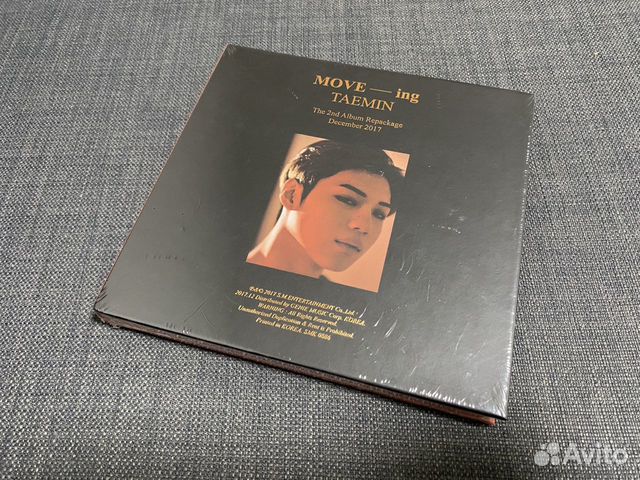 MOVE — ing
TAEMIN
The 2nd Album Repackage
December 2017
℗&© 2017 S.M.ENTERTAINMENT Co., Ltd.
2017.12 Distributed by GENIE MUSIC Corp. KOREA.
WARNING : All Rights Reserved.
Unauthorized Duplication & Rent is Prohibited.
Printed in KOREA. SMK
Avito